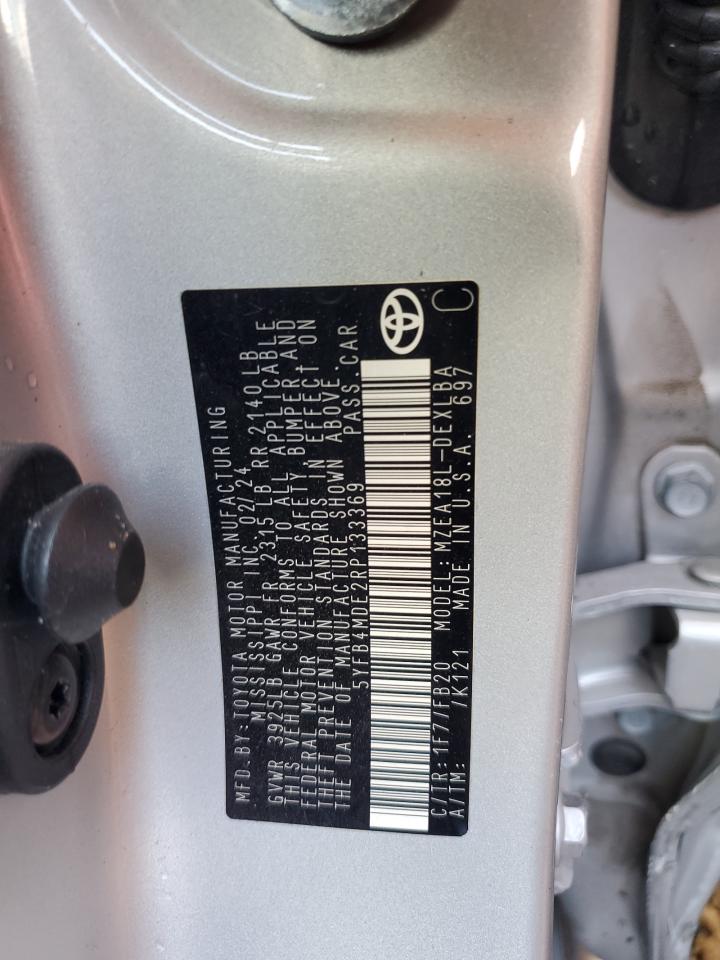 MFD. BY: TOYOTA MOTOR MANUFACTURING
MISSISSIPPI INC. 02/24
GVWR 3925LB GAWR FR 2315LB RR 2140LB
THIS VEHICLE CONFORMS TO ALL APPLICABLE
FEDERAL MOTOR VEHICLE SAFETY, BUMPER, AND
THEFT PREVENTION STANDARDS IN EFFECT ON
THE DATE OF MANUFACTURE SHOWN ABOVE.
5YFB4MDE2RP133369 PASS.CAR
C/TR: 1F7/FB20 MODEL: MZEA18L-DEXLBA
A/TM: /K121 MADE IN U.S.A. 697
C